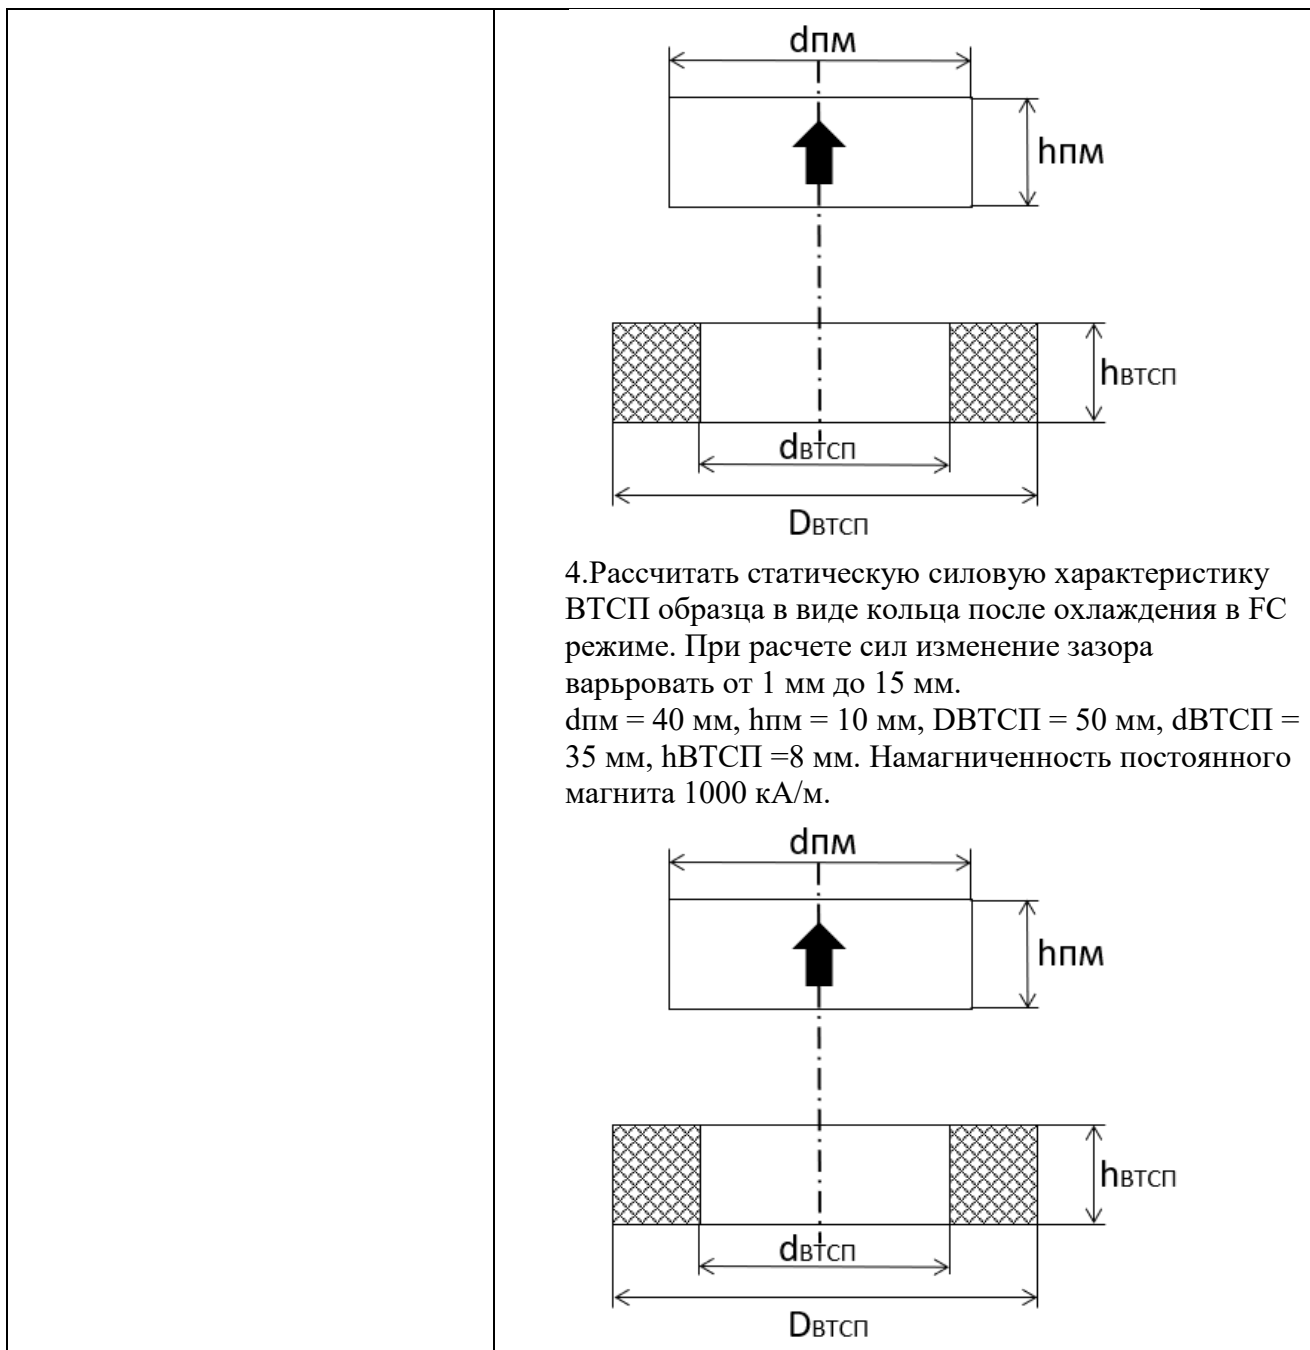 dпм
hпм
hВТСП
dВТСП
DВТСП
4.Рассчитать статическую силовую характеристику
ВТСП образца в виде кольца после охлаждения в FC
режиме. При расчете сил изменение зазора
варьровать от 1 мм до 15 мм.
dпм = 40 мм, hпм = 10 мм, DВТСП = 50 мм, dВТСП =
35 мм, hВТСП =8 мм. Намагниченность постоянного
магнита 1000 кА/м.
dпм
hпм
hВТСП
dВТСП
DВТСП